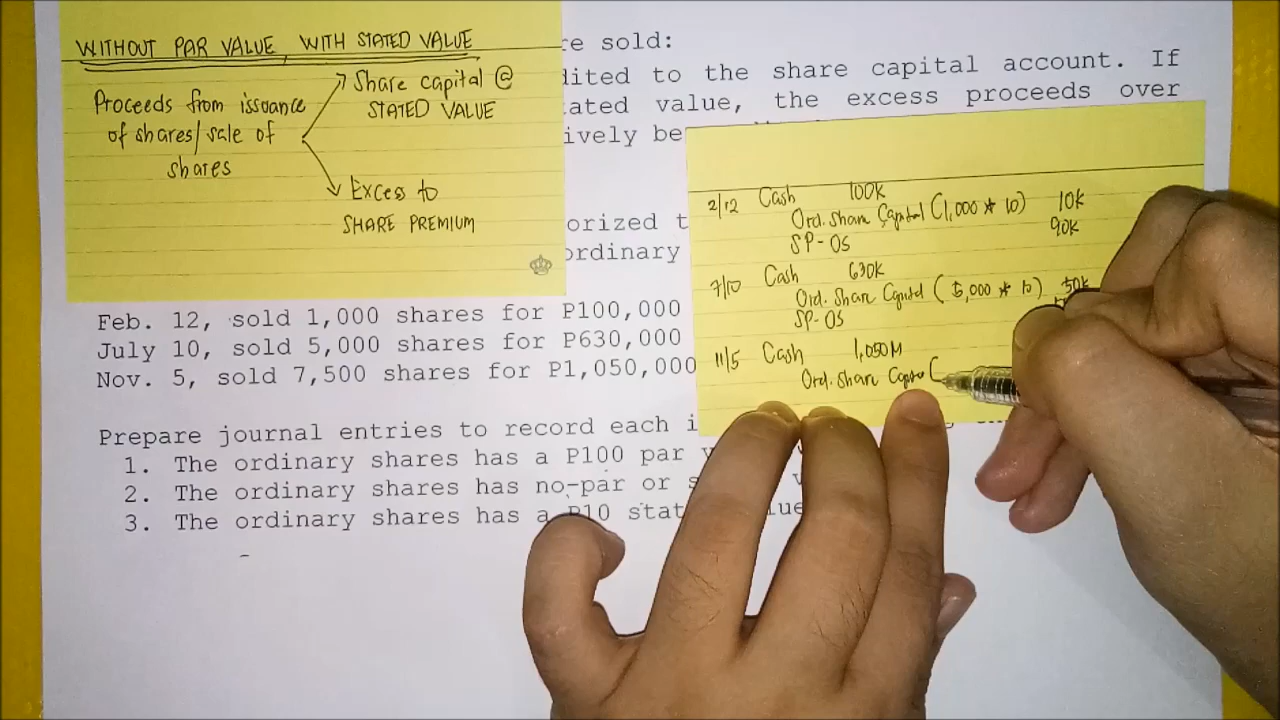 WITHOUT PAR VALUE, WITH STATED VALUE
Proceeds from issuance
of shares/sale of
shares
Share capital @
STATED VALUE
Excess to
SHARE PREMIUM
re sold:
dited to the share capital account. If
ated value, the excess proceeds over
ively be
orized t
ordinary
Feb. 12, sold 1,000 shares for P100,000
July 10, sold 5,000 shares for P630,000
Nov. 5, sold 7,500 shares for P1,050,000
Prepare journal entries to record each i
1. The ordinary shares has a P100 par v
2. The ordinary shares has no-par or s
3. The ordinary shares has a P10 stat lue
2/12 Cash 100k
Ord. Share Capital (1,000 * 10) 10k
SP-OS 90k
7/10 Cash 630k
Ord. Share Capital (5,000 * 10) 50k
SP-OS
11/5 Cash 1,050M
Ord. Share (